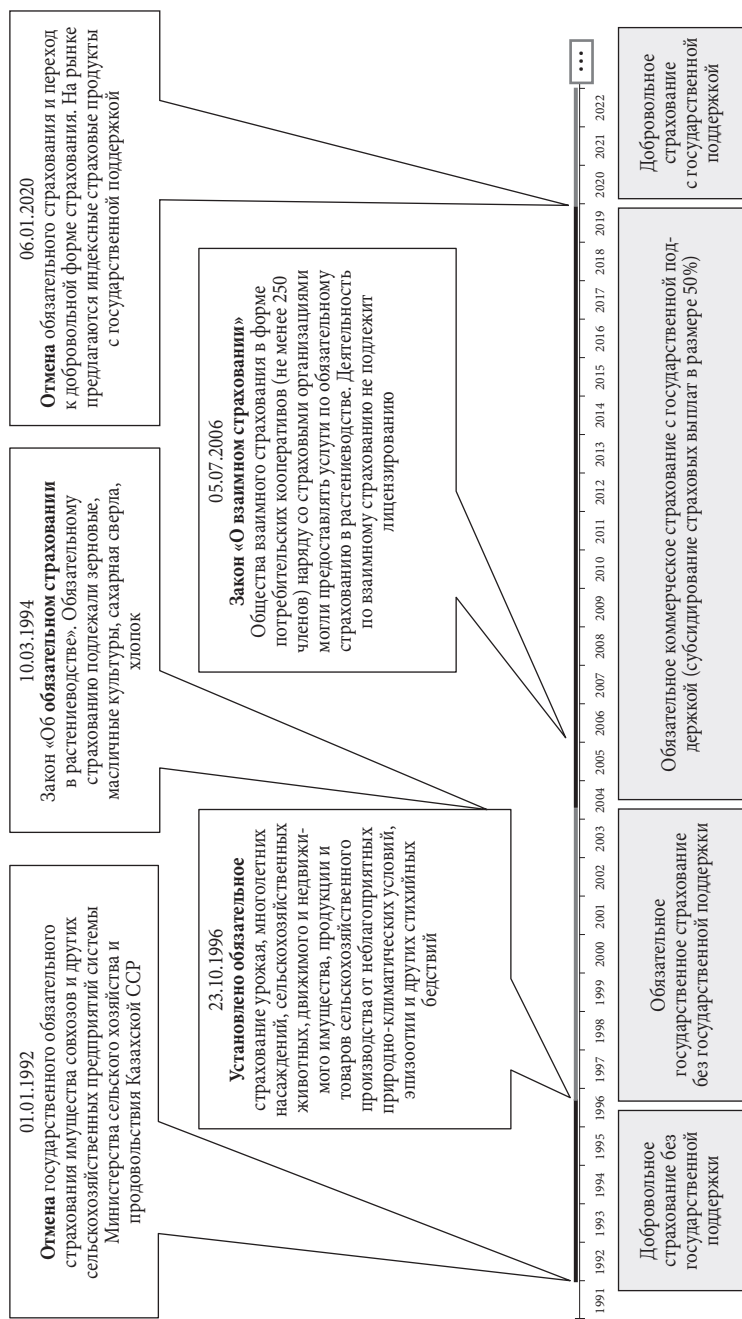 01.01.1992
Отмена государственного обязательного
страхования имущества совхозов и других
сельскохозяйственных предприятий системы
Министерства сельского хозяйства и
продовольствия Казахской ССР
10.03.1994
Закон «Об обязательном страховании
в растениеводстве». Обязательному
страхованию подлежали зерновые,
масличные культуры, сахарная сверла,
хлопок
06.01.2020
Отмена обязательного страхования и переход
к добровольной форме страхования. На рынке
предлагаются индексные страховые продукты
с государственной поддержкой
23.10.1996
Установлено обязательное
страхование урожая, многолетних
насаждений, сельскохозяйственных
животных, движимого и недвижи-
мого имущества, продукции и
товаров сельскохозяйственного
производства от неблагоприятных
природно-климатических условий,
эпизоотии и других стихийных
бедствий
05.07.2006
Закон «О взаимном страховании»
Общества взаимного страхования в форме
потребительских кооперативов (не менее 250
членов) наряду со страховыми организациями
могли предоставлять услуги по обязательному
страхованию в растениеводстве. Деятельность
по взаимному страхованию не подлежит
лицензированию
...
1991 1992 1993 1994 1995 1996 1997 1998 1999 2000 2001 2002 2003 2004 2005 2006 2007 2008 2009 2010 2011 2012 2013 2014 2015 2016 2017 2018 2019 2020 2021 2022
Добровольное
страхование без
государственной
поддержки
Обязательное
государственное страхование
без государственной поддержки
Обязательное коммерческое страхование с государственной под-
держкой (субсидирование страховых выплат в размере 50%)
Добровольное
страхование
с государственной
поддержкой